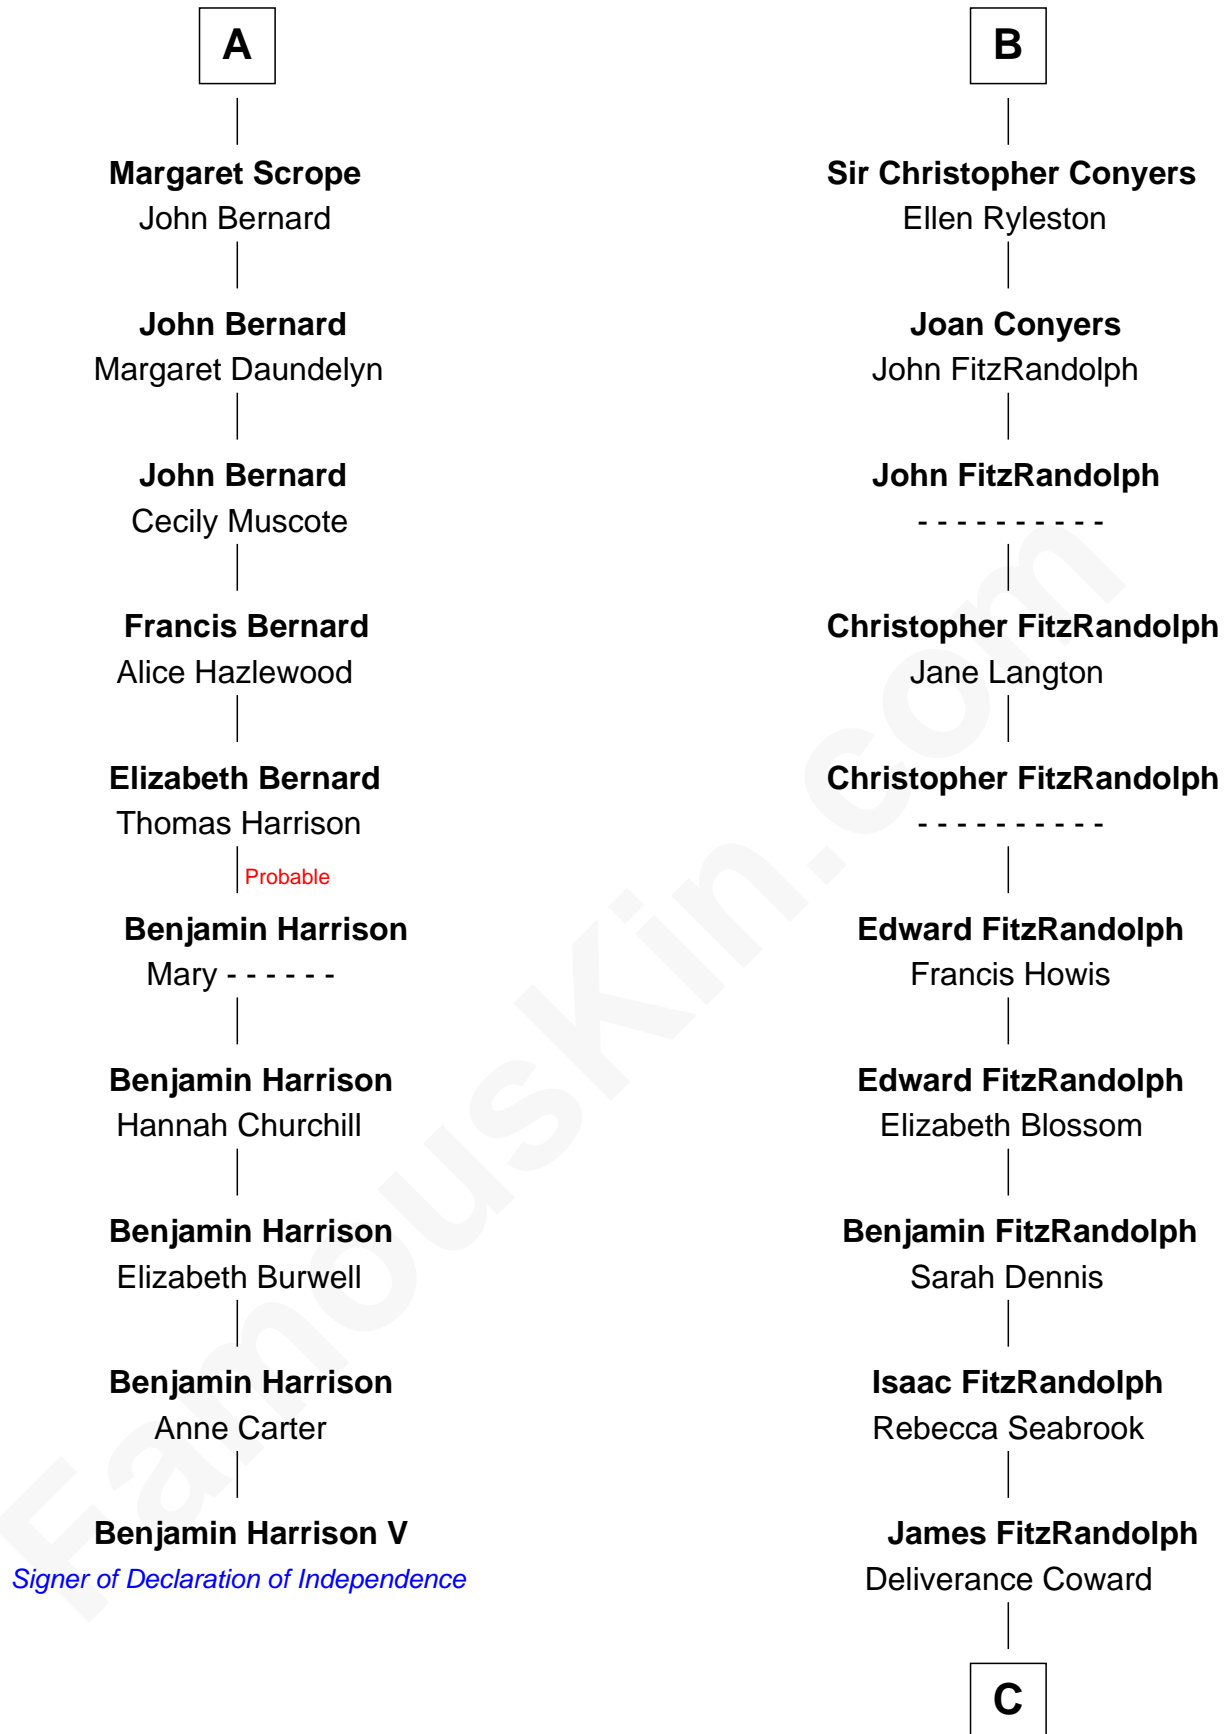 A
Margaret Scrope
John Bernard
John Bernard
Margaret Daundelyn
John Bernard
Cecily Muscote
Francis Bernard
Alice Hazlewood
Elizabeth Bernard
Thomas Harrison
Probable
Benjamin Harrison
Mary - - - - - -
Benjamin Harrison
Hannah Churchill
Benjamin Harrison
Elizabeth Burwell
Benjamin Harrison
Anne Carter
Benjamin Harrison V
Signer of Declaration of Independence
B
Sir Christopher Conyers
Ellen Ryleston
Joan Conyers
John FitzRandolph
John FitzRandolph
- - - - - - - - - -
Christopher FitzRandolph
Jane Langton
Christopher FitzRandolph
- - - - - - - - - -
Edward FitzRandolph
Francis Howis
Edward FitzRandolph
Elizabeth Blossom
Benjamin FitzRandolph
Sarah Dennis
Isaac FitzRandolph
Rebecca Seabrook
James FitzRandolph
Deliverance Coward
C
FamousKin.com